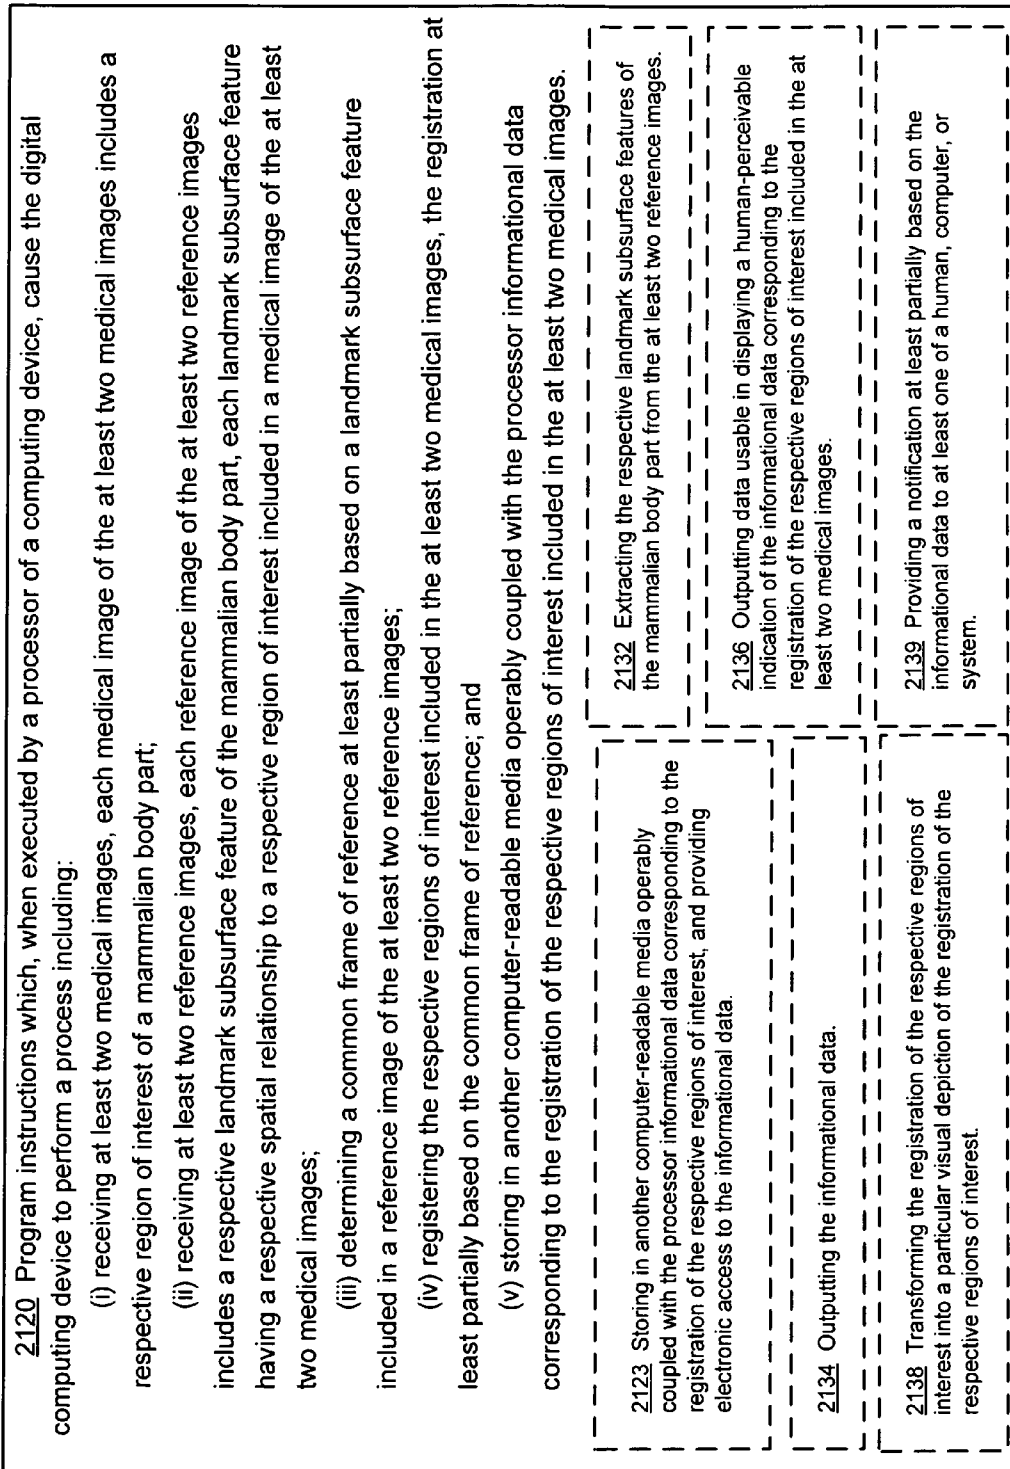 2120 Program instructions which, when executed by a processor of a computing device, cause the digital
computing device to perform a process including:
(i) receiving at least two medical images, each medical image of the at least two medical images includes a
respective region of interest of a mammalian body part;
(ii) receiving at least two reference images, each reference image of the at least two reference images
includes a respective landmark subsurface feature of the mammalian body part, each landmark subsurface feature
having a respective spatial relationship to a respective region of interest included in a medical image of the at least
two medical images;
(iii) determining a common frame of reference at least partially based on a landmark subsurface feature
included in a reference image of the at least two reference images;
(iv) registering the respective regions of interest included in the at least two medical images, the registration at
least partially based on the common frame of reference; and
(v) storing in another computer-readable media operably coupled with the processor informational data
corresponding to the registration of the respective regions of interest included in the at least two medical images.
2123 Storing in another computer-readable media operably
coupled with the processor informational data corresponding to the
registration of the respective regions of interest, and providing
electronic access to the informational data.
2132 Extracting the respective landmark subsurface features of
the mammalian body part from the at least two reference images.
2134 Outputting the informational data.
2136 Outputting data usable in displaying a human-perceivable
indication of the informational data corresponding to the
registration of the respective regions of interest included in the at
least two medical images.
2138 Transforming the registration of the respective regions of
interest into a particular visual depiction of the registration of the
respective regions of interest.
2139 Providing a notification at least partially based on the
informational data to at least one of a human, computer, or
system.